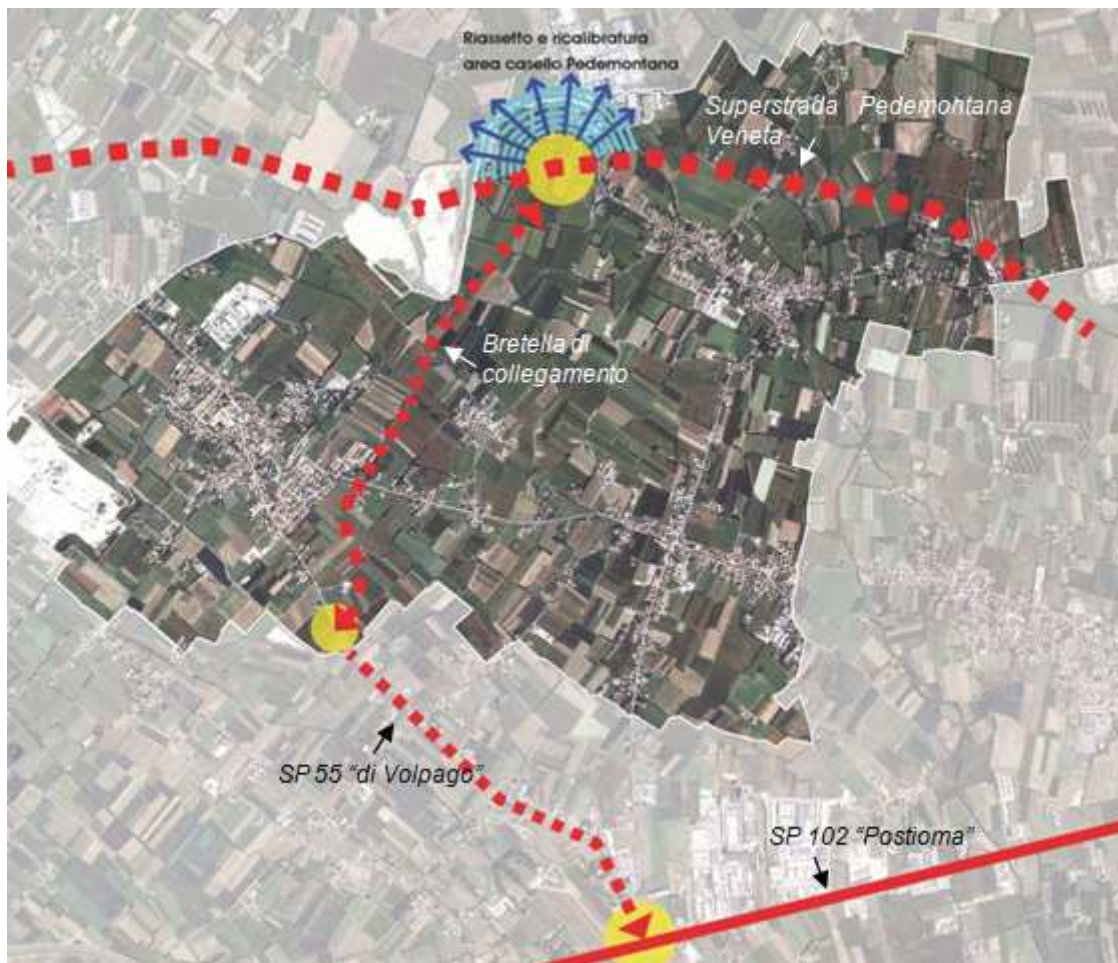 Riassetto e ricalibratura
area casello Pedemontana
Superstrada Pedemontana
Veneta
Bretella di
collegamento
SP 55 "di Volpago"
SP 102 "Postioma"